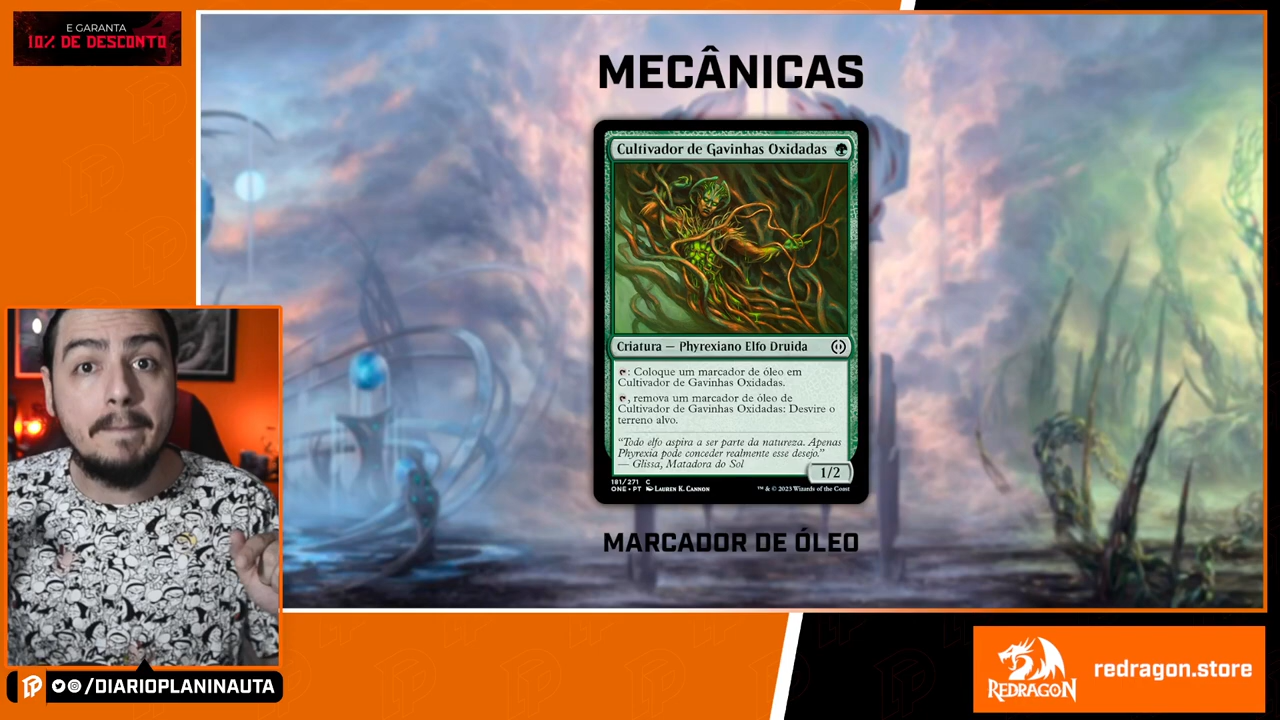 E GARANTA
10% DE DESCONTO
MECÂNICAS
Cultivador de Gavinhas Oxidadas
Criatura — Phyrexiano Elfo Druida
: Coloque um marcador de óleo em
Cultivador de Gavinhas Oxidadas.
, remova um marcador de óleo de
Cultivador de Gavinhas Oxidadas: Desvire o
terreno alvo.
“Todo elfo aspira a ser parte da natureza. Apenas
Phyrexia pode conceder realmente esse desejo.”
— Glissa, Matadora do Sol
1/2
181/271 C
ONE • PT LAUREN K. CANNON
™ & © 2023 Wizards of the Coast
MARCADOR DE ÓLEO
/DIARIOPLANINAUTA
REDRAGON
redragon.store